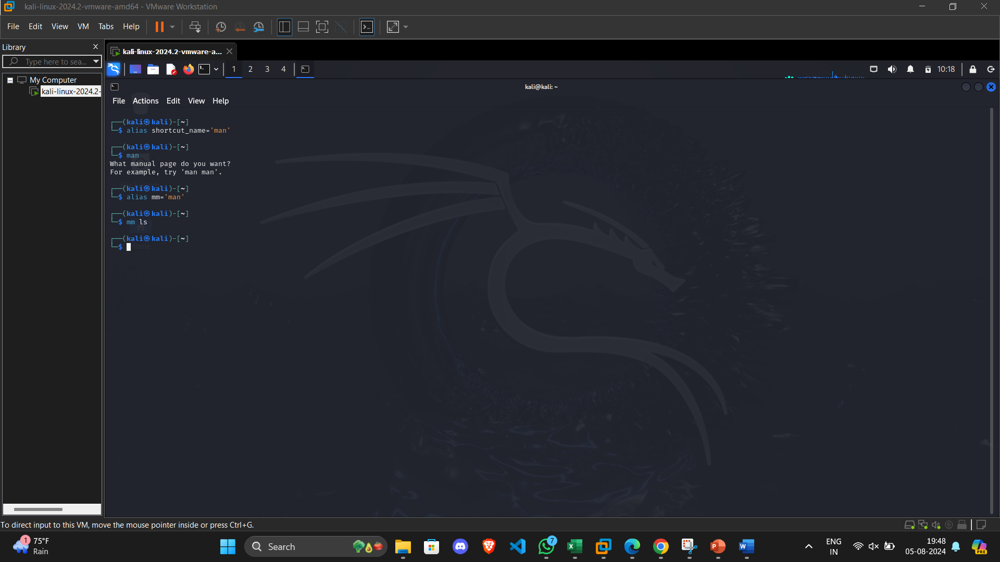 kali-linux-2024.2-vmware-amd64 - VMware Workstation
File Edit View VM Tabs Help
Library
Type here to sea...
kali-linux-2024.2-vmware-a...
1 2 3 4
10:18
My Computer
kali-linux-2024.2-
kali@kali: ~
File Actions Edit View Help
┌──(kali㉿kali)-[~]
└─$ alias shortcut_name='man'
┌──(kali㉿kali)-[~]
└─$ man
What manual page do you want?
For example, try 'man man'.
┌──(kali㉿kali)-[~]
└─$ alias mm='man'
┌──(kali㉿kali)-[~]
└─$ mm ls
┌──(kali㉿kali)-[~]
└─$
Home
To direct input to this VM, move the mouse pointer inside or press Ctrl+G.
1
75°F
Rain
Search
7
ENG
IN
19:48
05-08-2024
PRE